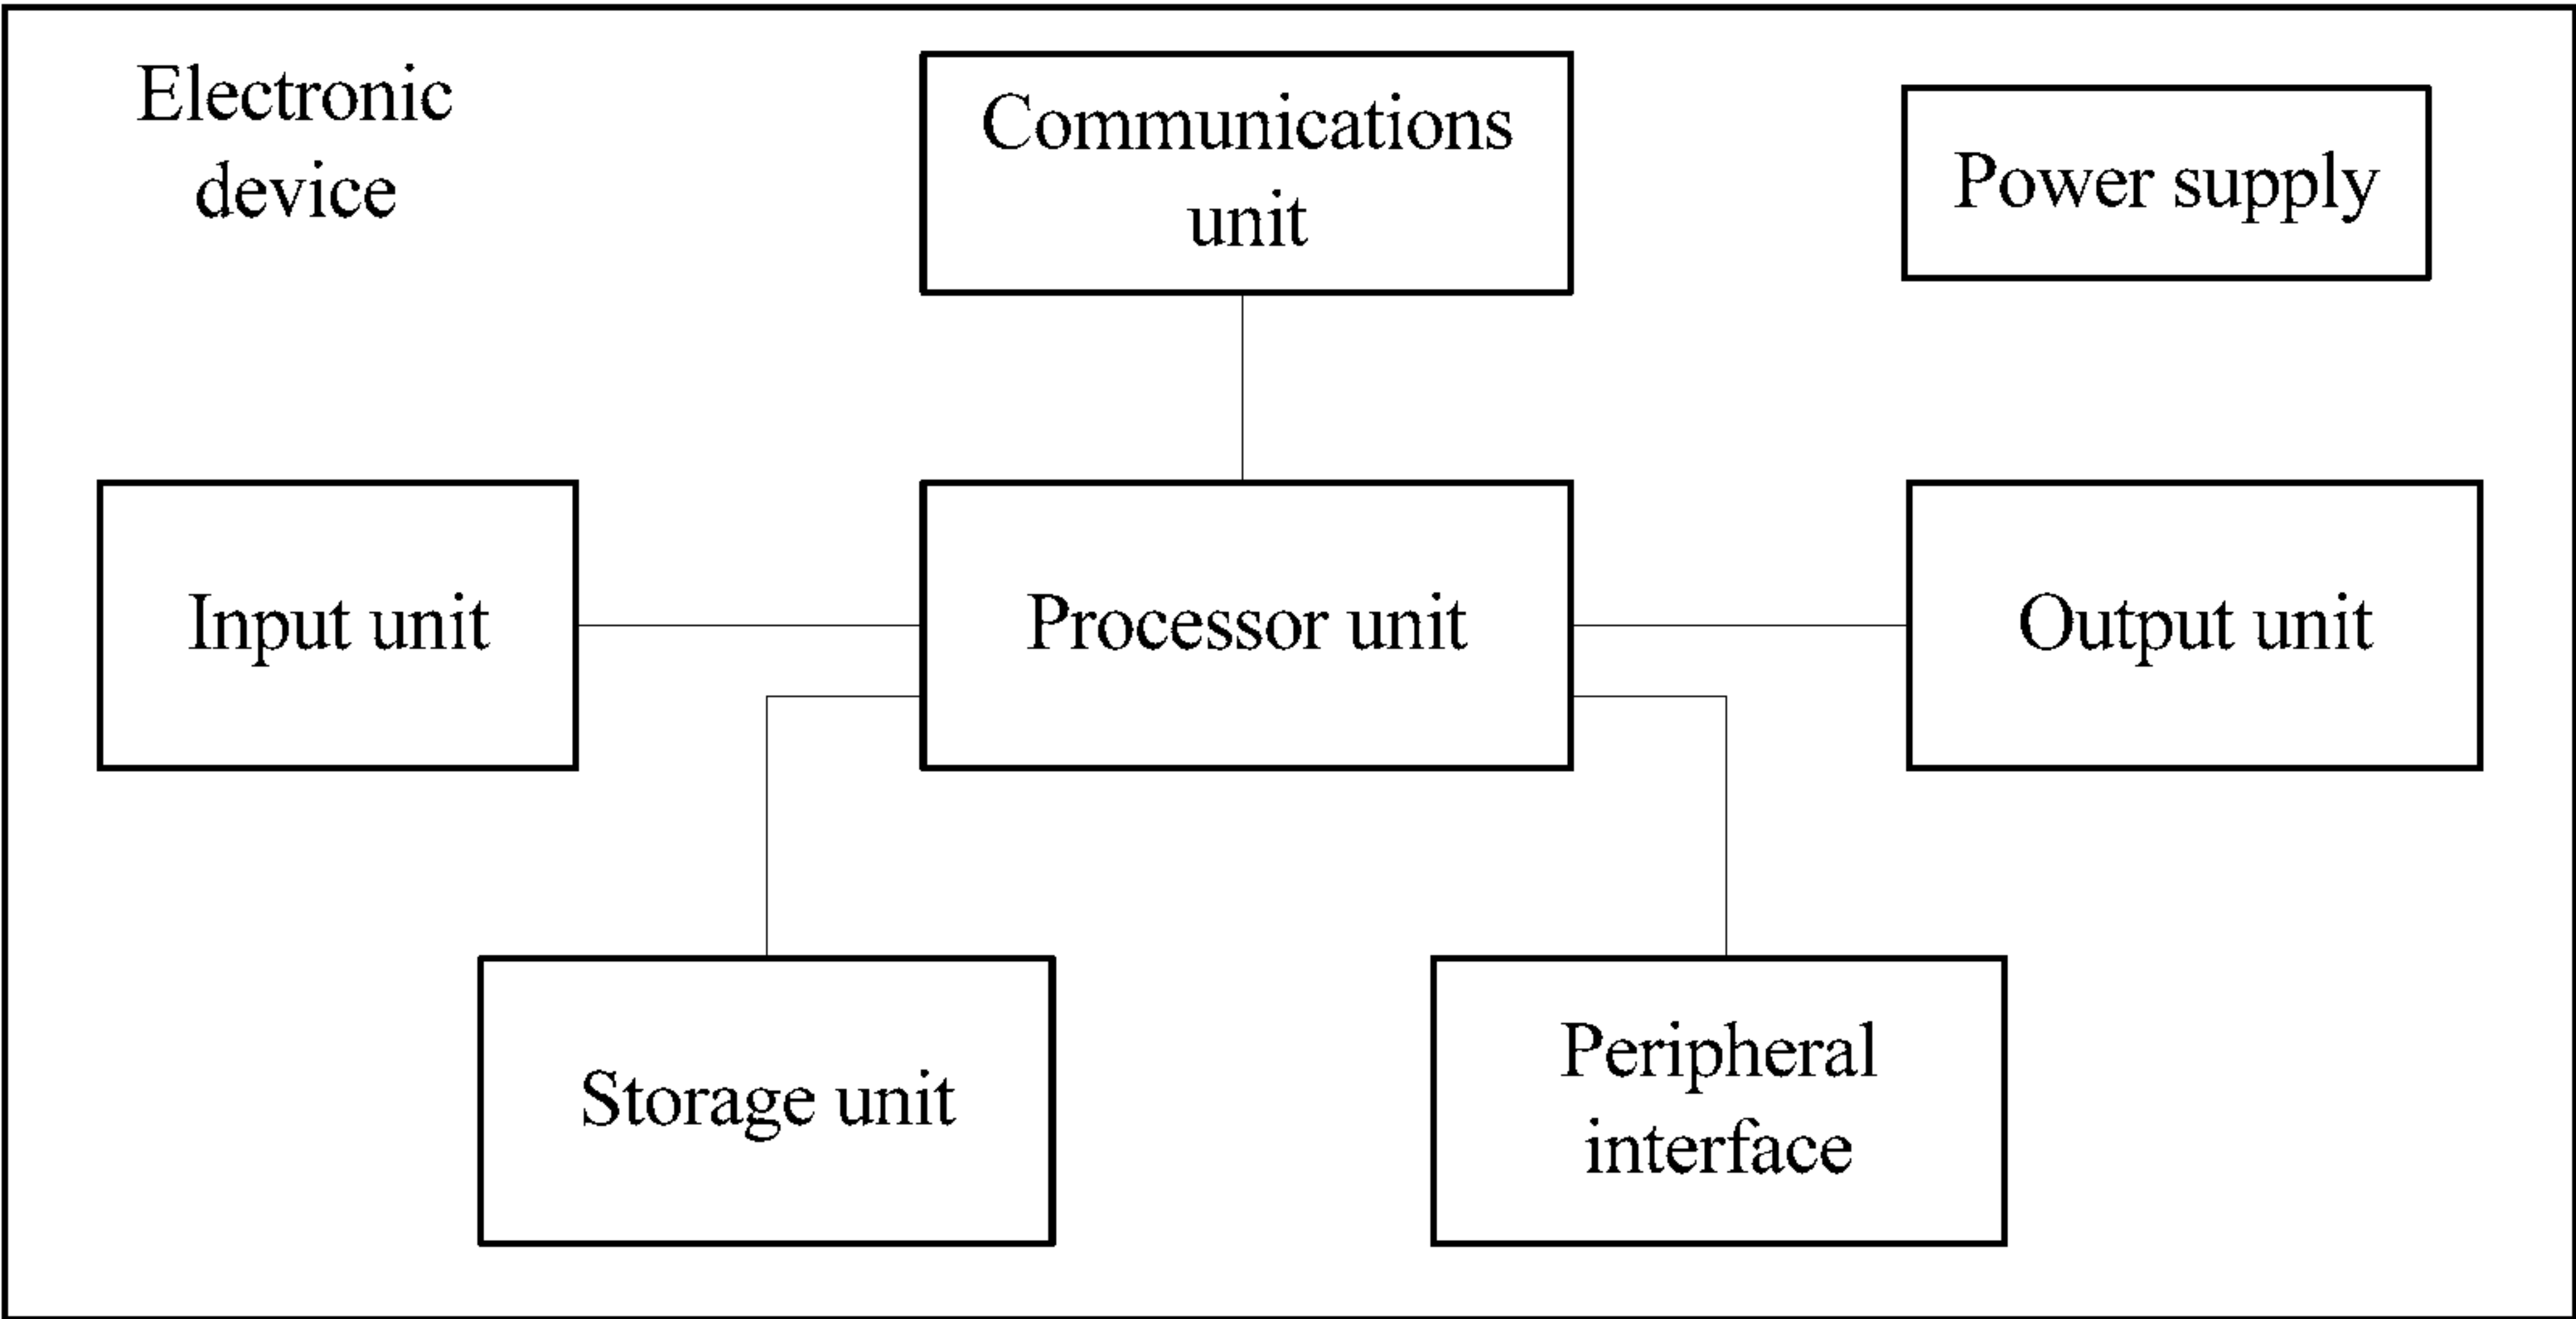 Electronic
device
Communications
unit
Power supply
Input unit
Processor unit
Output unit
Storage unit
Peripheral
interface